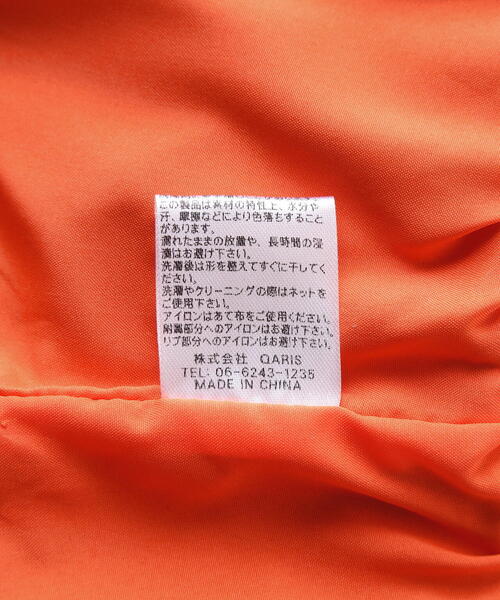 この製品は素材の特性上、水分や
汗、摩擦などにより色落ちすること
があります。
濡れたままの放置や、長時間の浸
漬はお避け下さい。
洗濯後は形を整えてすぐに干してく
ださい。
洗濯やクリーニングの際はネットを
ご使用下さい。
アイロンはあて布をご使用ください。
附属部分へのアイロンはお避け下さい。
リブ部分へのアイロンはお避け下さい。
株式会社 QARIS
TEL: 06-6243-1235
MADE IN CHINA